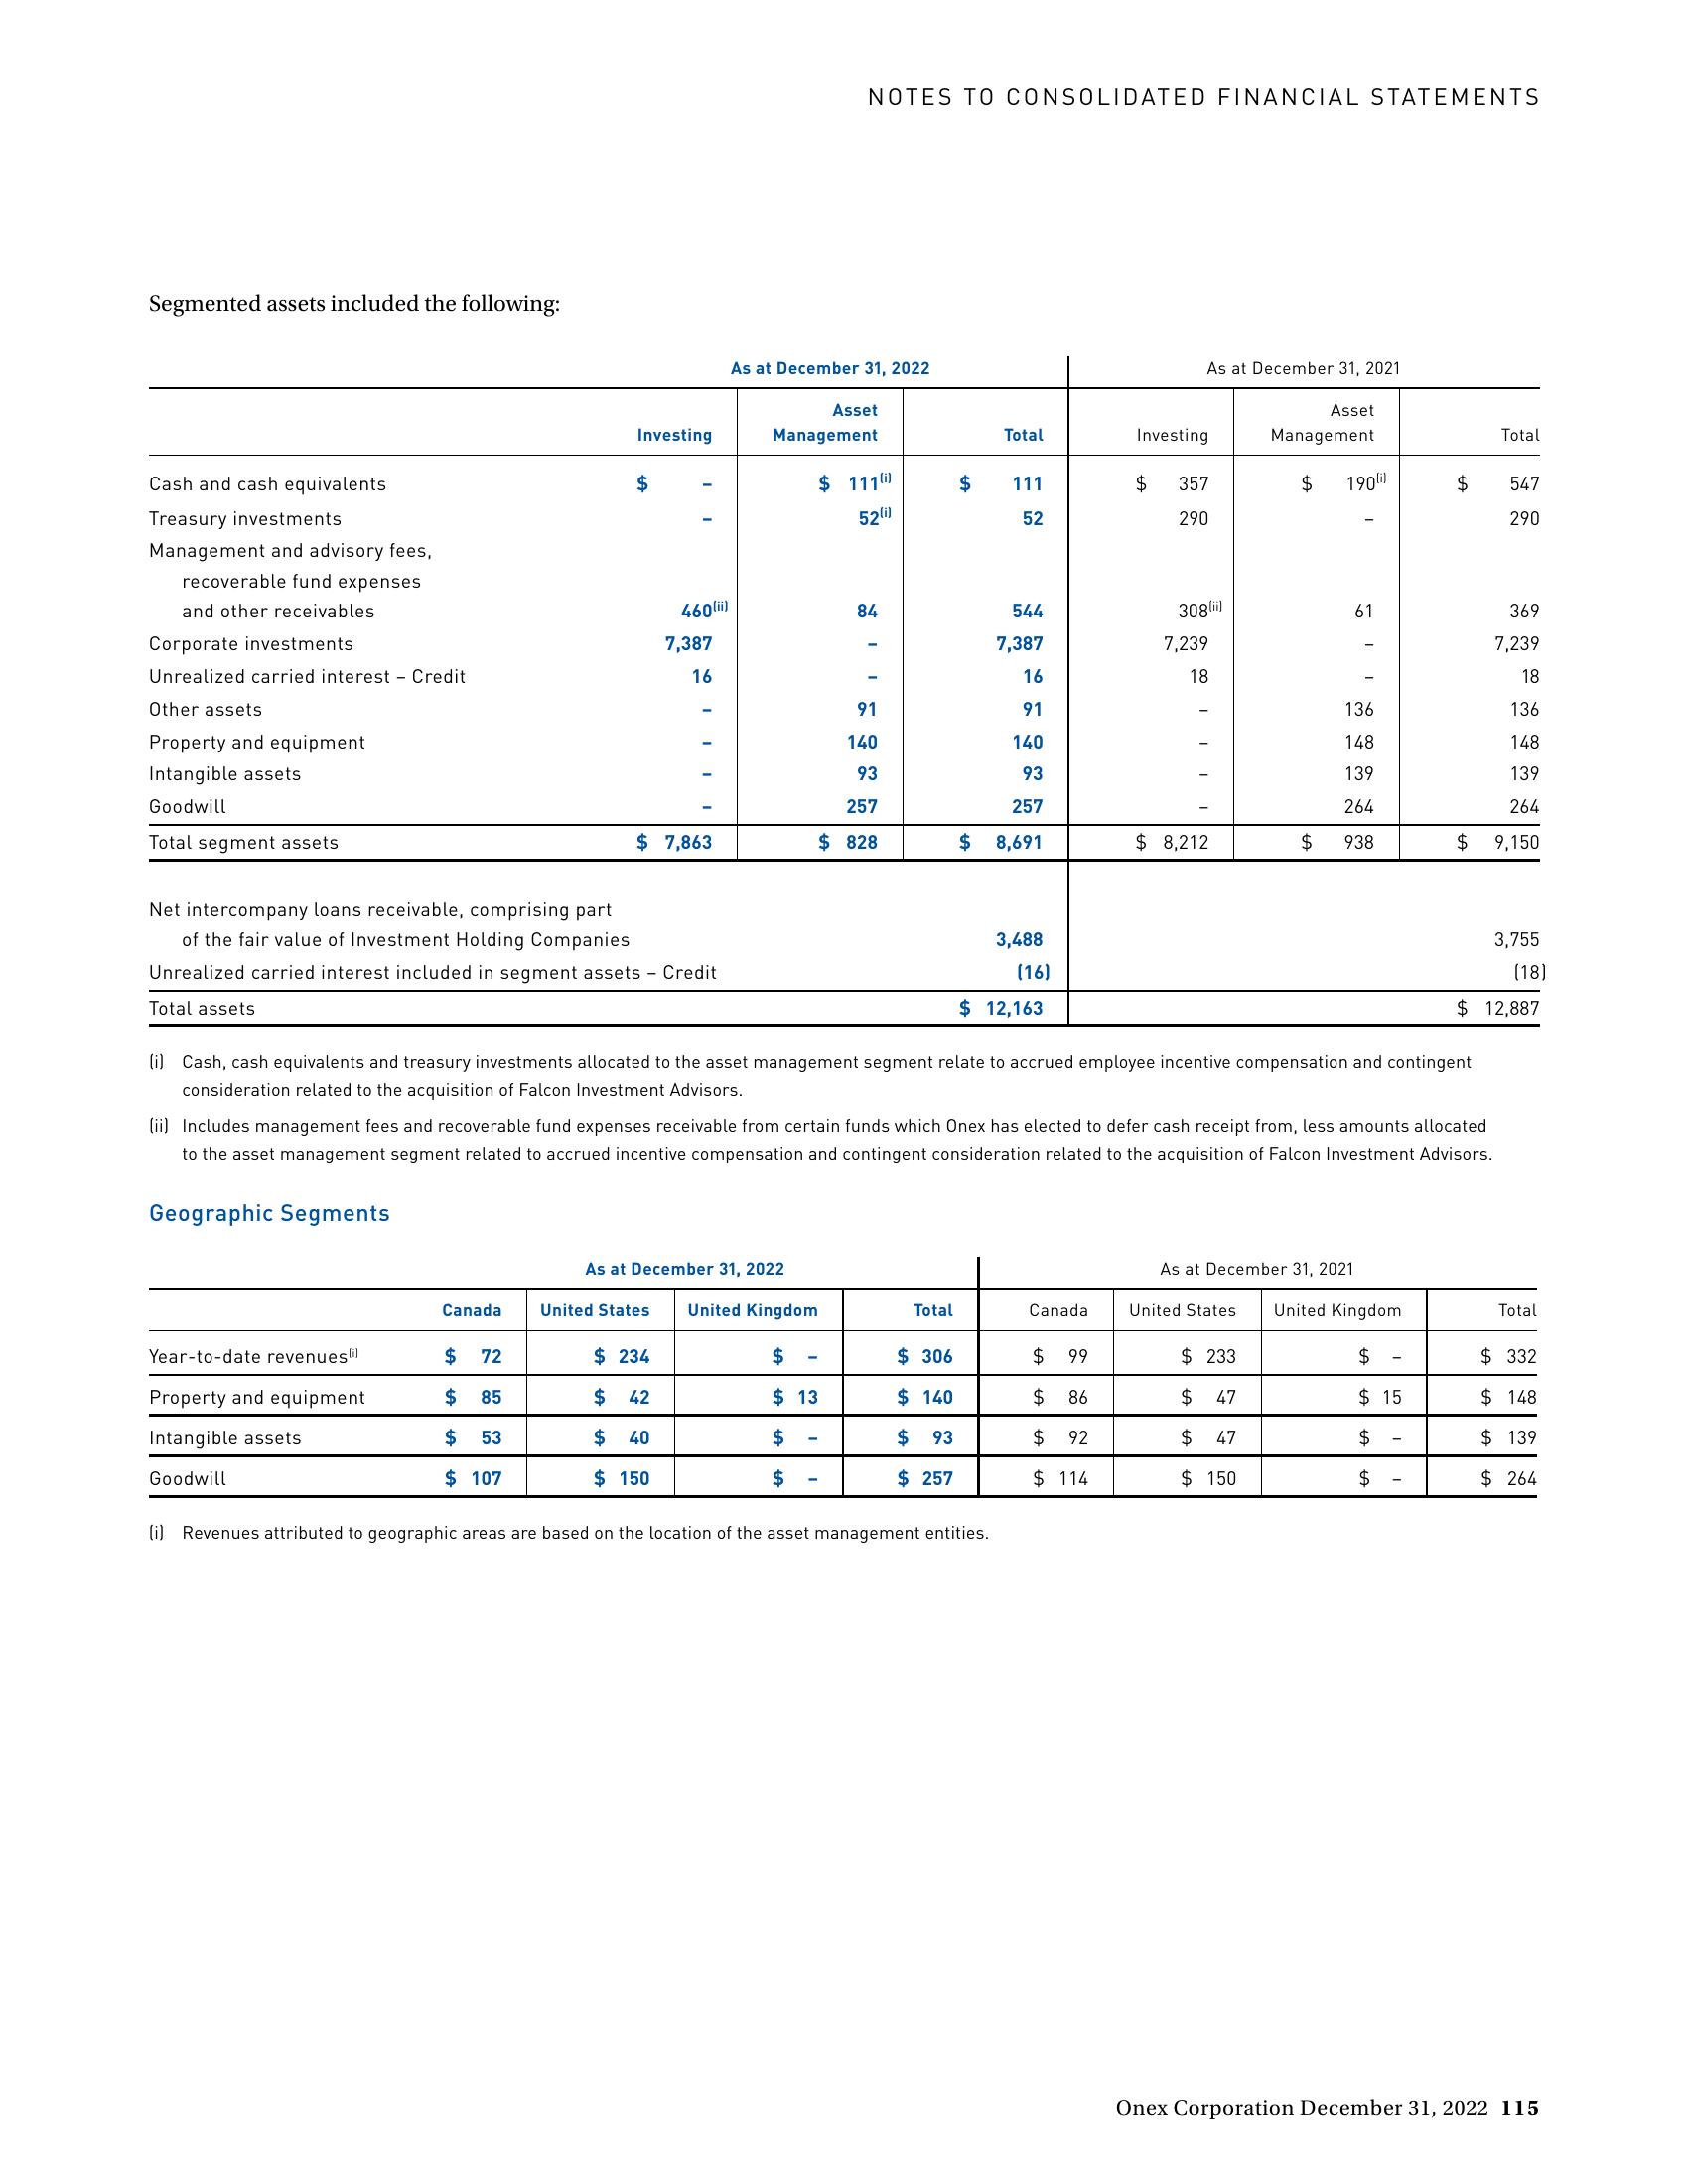 NOTES TO CONSOLIDATED FINANCIAL STATEMENTS
Segmented assets included the following:
As at December 31, 2022 As at December 31, 2021
Asset Asset
Investing Management Total Investing Management Total
Cash and cash equivalents $ – $ 111(i) $ 111 $ 357 $ 190(i) $ 547
Treasury investments – 52(i) 52 290 – 290
Management and advisory fees,
recoverable fund expenses
and other receivables 460(ii) 84 544 308(ii) 61 369
Corporate investments 7,387 – 7,387 7,239 – 7,239
Unrealized carried interest – Credit 16 – 16 18 – 18
Other assets – 91 91 – 136 136
Property and equipment – 140 140 – 148 148
Intangible assets – 93 93 – 139 139
Goodwill – 257 257 – 264 264
Total segment assets $ 7,863 $ 828 $ 8,691 $ 8,212 $ 938 $ 9,150
Net intercompany loans receivable, comprising part
of the fair value of Investment Holding Companies 3,488 3,755
Unrealized carried interest included in segment assets – Credit (16) (18)
Total assets $ 12,163 $ 12,887
(i) Cash, cash equivalents and treasury investments allocated to the asset management segment relate to accrued employee incentive compensation and contingent
consideration related to the acquisition of Falcon Investment Advisors.
(ii) Includes management fees and recoverable fund expenses receivable from certain funds which Onex has elected to defer cash receipt from, less amounts allocated
to the asset management segment related to accrued incentive compensation and contingent consideration related to the acquisition of Falcon Investment Advisors.
Geographic Segments
As at December 31, 2022 As at December 31, 2021
Canada United States United Kingdom Total Canada United States United Kingdom Total
Year-to-date revenues(i) $ 72 $ 234 $ – $ 306 $ 99 $ 233 $ – $ 332
Property and equipment $ 85 $ 42 $ 13 $ 140 $ 86 $ 47 $ 15 $ 148
Intangible assets $ 53 $ 40 $ – $ 93 $ 92 $ 47 $ – $ 139
Goodwill $ 107 $ 150 $ – $ 257 $ 114 $ 150 $ – $ 264
(i) Revenues attributed to geographic areas are based on the location of the asset management entities.
Onex Corporation December 31, 2022 115